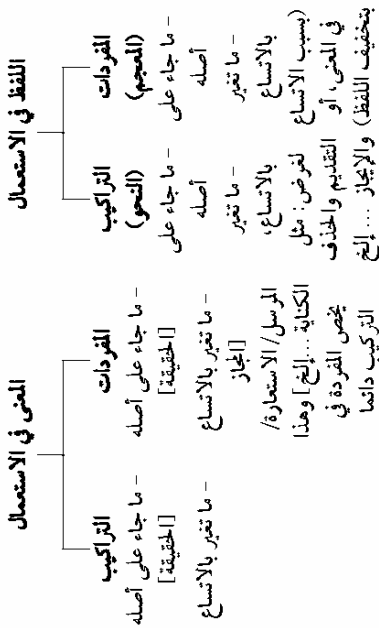 اللفظ في الاستعمال
المفردات
(المعجم)
- ما جاء على
أصله
- ما تغير
بالاتساع
(بسبب الاتساع
في المعنى، أو
بتخفيف اللفظ)
التراكيب
(النحو)
- ما جاء على
أصله
- ما تغير
بالاتساع،
لغرض: مثل
التقديم والحذف
والإيجاز ... إلخ
المعنى في الاستعمال
المفردات
- ما جاء على أصله
[الحقيقة]
- ما تغير بالاتساع
[المجاز
المرسل/ الاستعارة/
الكناية ... إلخ] وهذا
يخص المفردة في
التركيب دائما
التراكيب
- ما جاء على أصله
[الحقيقة]
- ما تغير بالاتساع